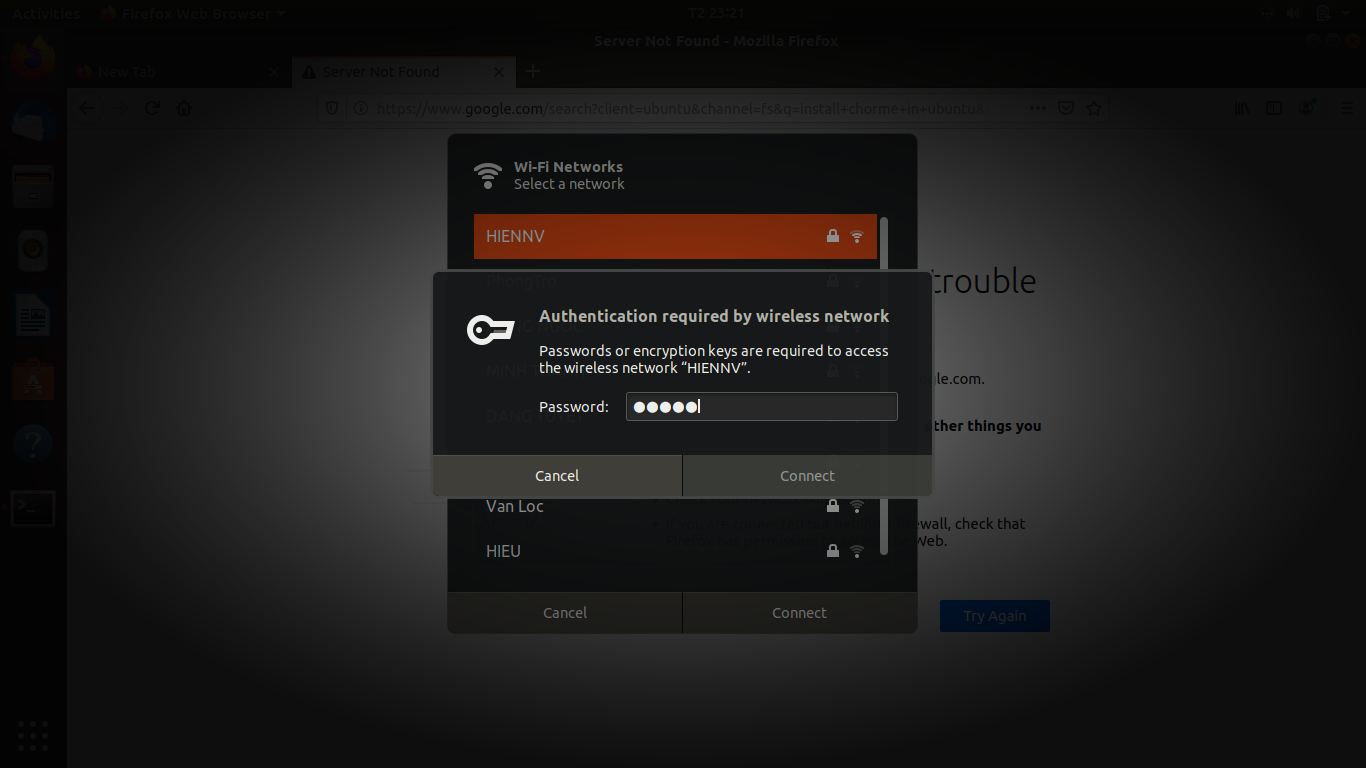 Activities
Firefox Web Browser
T2 23:21
Server Not Found - Mozilla Firefox
New Tab
Server Not Found
https://www.google.com/search?client=ubuntu&channel=fs&q=install+chorme+in+ubuntu&
Wi-Fi Networks
Select a network
HIENNV
PhongTro
trouble
Authentication required by wireless network
Passwords or encryption keys are required to access
the wireless network “HIENNV”.
gle.com.
Password:
other things you
Cancel
Connect
Van Loc
wall, check that
Web.
HIEU
Cancel
Connect
Try Again